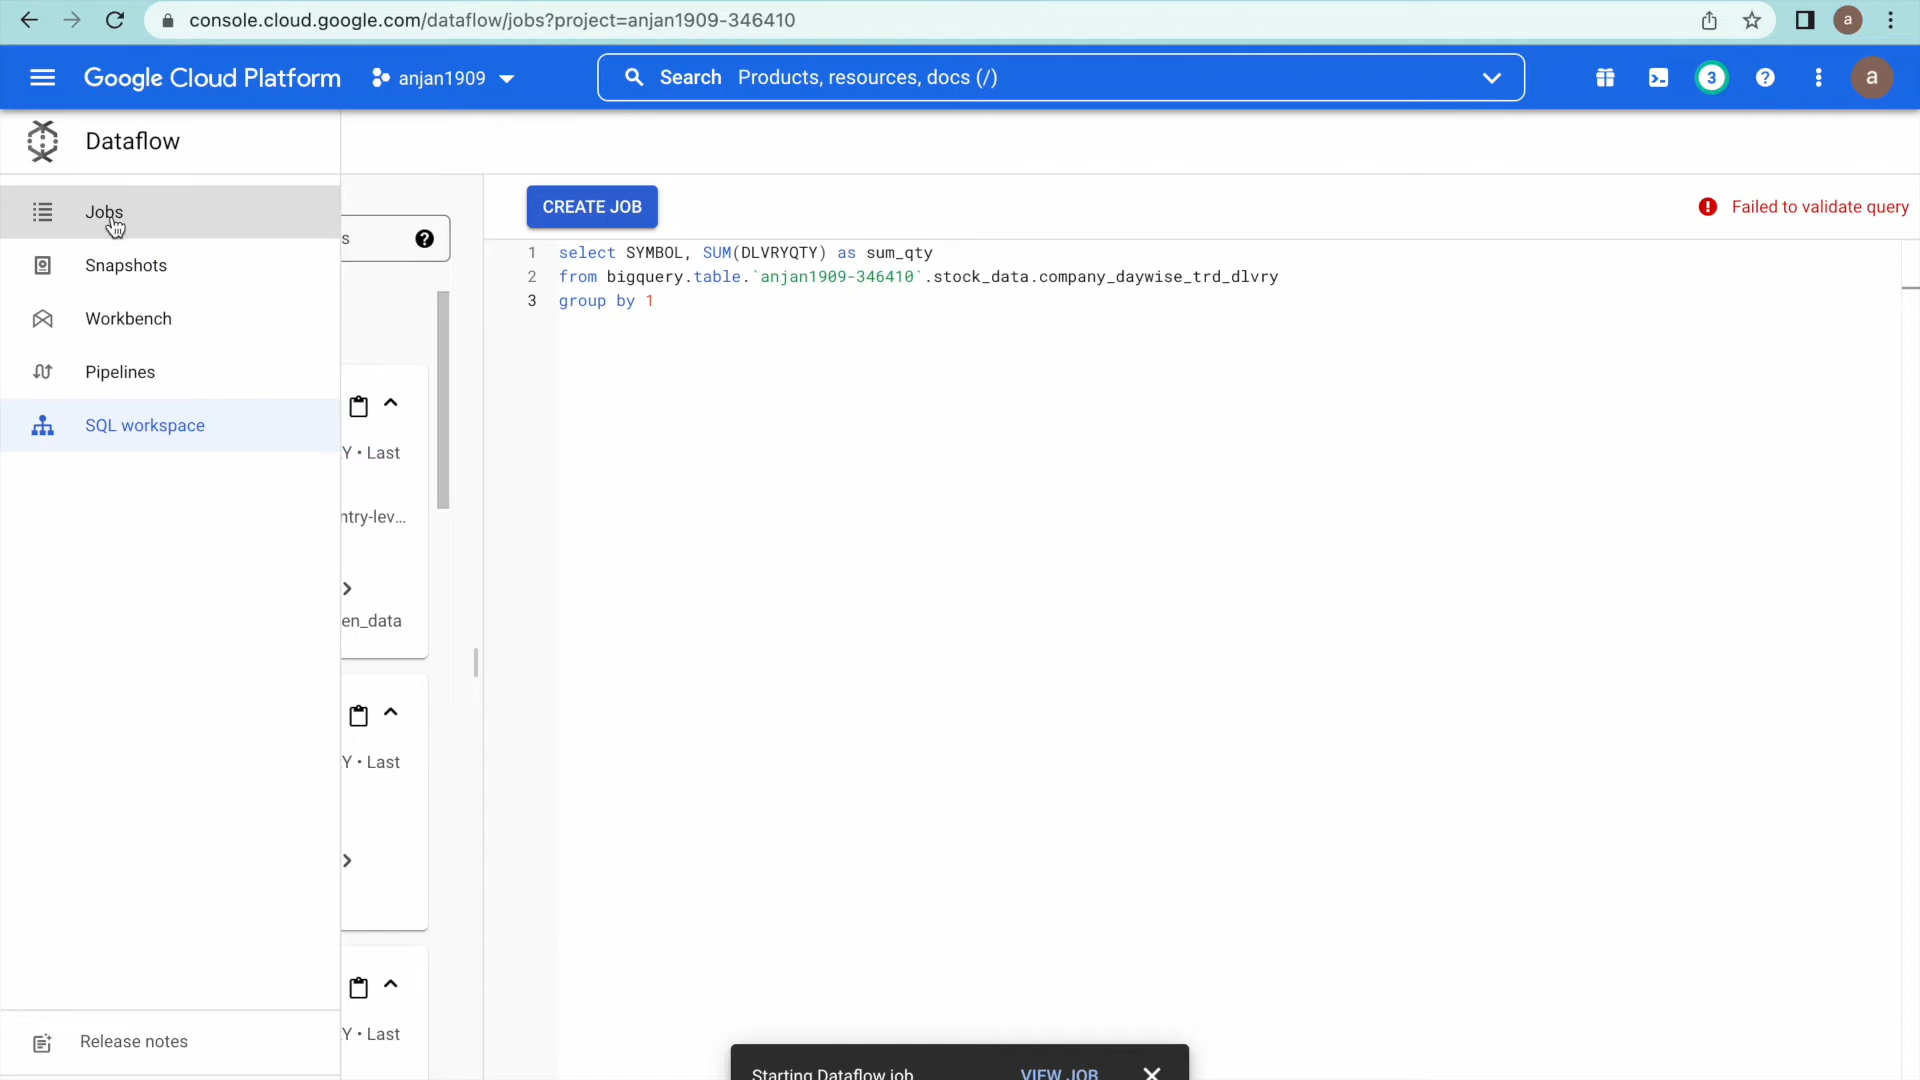 console.cloud.google.com/dataflow/jobs?project=anjan1909-346410
a
Google Cloud Platform
anjan1909
Search Products, resources, docs (/)
3
a
Dataflow
Jobs
Snapshots
Workbench
Pipelines
SQL workspace
Release notes
s
Y • Last
ntry-lev...
en_data
Y • Last
Y • Last
CREATE JOB
Failed to validate query
1 select SYMBOL, SUM(DLVRYQTY) as sum_qty
2 from bigquery.table.`anjan1909-346410`.stock_data.company_daywise_trd_dlvry
3 group by 1
Starting Dataflow job VIEW JOB